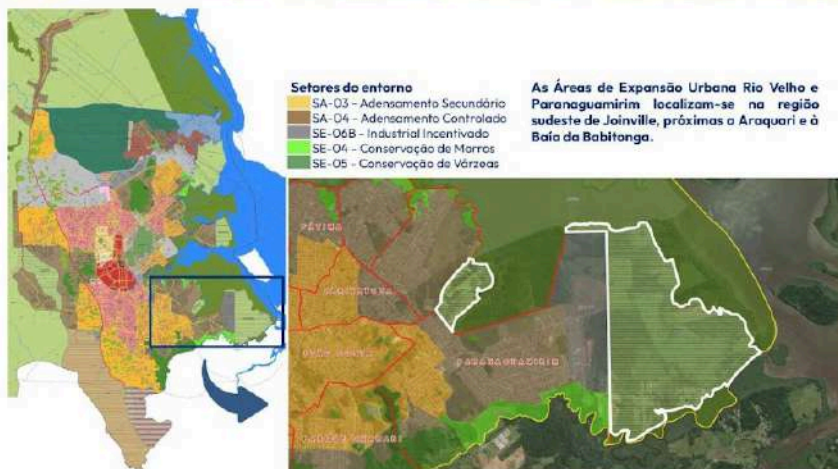 Setores do entorno
SA-03 - Adensamento Secundário
SA-04 - Adensamento Controlado
SE-06B - Industrial Incentivado
SE-04 - Conservação de Morros
SE-05 - Conservação de Várzeas
As Áreas de Expansão Urbana Rio Velho e
Paranaguamirim localizam-se na região
sudeste de Joinville, próximas a Araquari e à
Baía da Babitonga.
FÁTIMA
PARANAGUAMIRIM